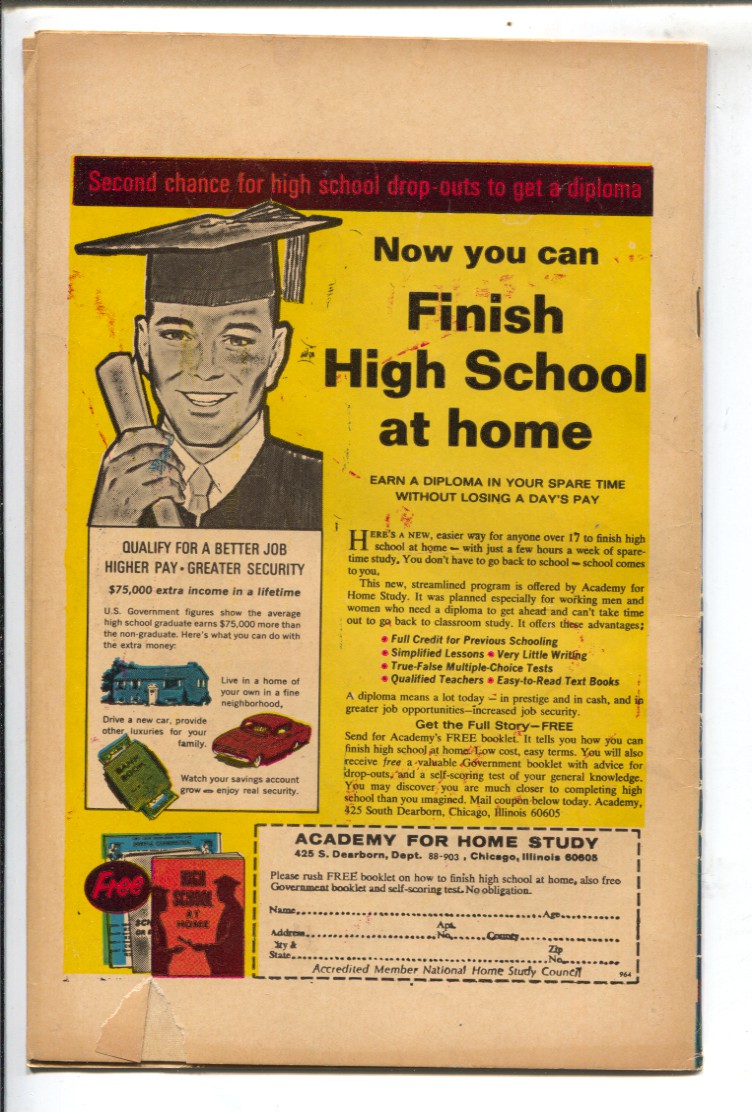 Second chance for high school drop-outs to get a diploma
Now you can
Finish
High School
at home
EARN A DIPLOMA IN YOUR SPARE TIME
WITHOUT LOSING A DAY'S PAY
HERE'S A NEW, easier way for anyone over 17 to finish high
school at home — with just a few hours a week of spare-
time study. You don't have to go back to school — school comes
to you.
This new, streamlined program is offered by Academy for
Home Study. It was planned especially for working men and
women who need a diploma to get ahead and can't take time
out to go back to classroom study. It offers these advantages:
• Full Credit for Previous Schooling
• Simplified Lessons • Very Little Writing
• True-False Multiple-Choice Tests
• Qualified Teachers • Easy-to-Read Text Books
A diploma means a lot today — in prestige and in cash, and in
greater job opportunities—increased job security.
Get the Full Story—FREE
Send for Academy's FREE booklet. It tells you how you can
finish high school at home. Low cost, easy terms. You will also
receive free a valuable Government booklet with advice for
drop-outs, and a self-scoring test of your general knowledge.
You may discover you are much closer to completing high
school than you imagined. Mail coupon below today. Academy,
425 South Dearborn, Chicago, Illinois 60605
QUALIFY FOR A BETTER JOB
HIGHER PAY • GREATER SECURITY
$75,000 extra income in a lifetime
U.S. Government figures show the average
high school graduate earns $75,000 more than
the non-graduate. Here's what you can do with
the extra money:
Live in a home of
your own in a fine
neighborhood,
Drive a new car, provide
other luxuries for your
family.
BANK
BOOK
Watch your savings account
grow — enjoy real security.
Free
HIGH
SCHOOL
AT
HOME
ACADEMY FOR HOME STUDY
425 S. Dearborn, Dept. 88-903, Chicago, Illinois 60605
Please rush FREE booklet on how to finish high school at home, also free
Government booklet and self-scoring test. No obligation.
Name Age
Address Apt. No. County
City &
State Zip No.
Accredited Member National Home Study Council 964